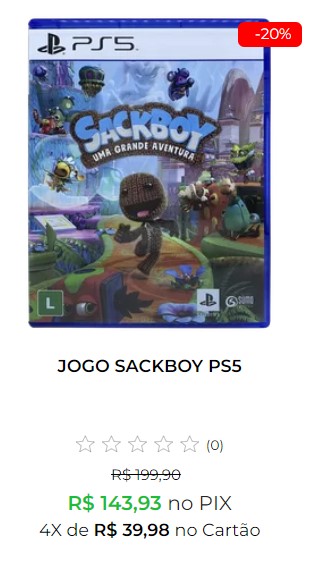 -20%
PS5
SACKBOY
UMA GRANDE AVENTURA
L
JOGO SACKBOY PS5
(0)
R$ 199,90
R$ 143,93 no PIX
4X de R$ 39,98 no Cartão